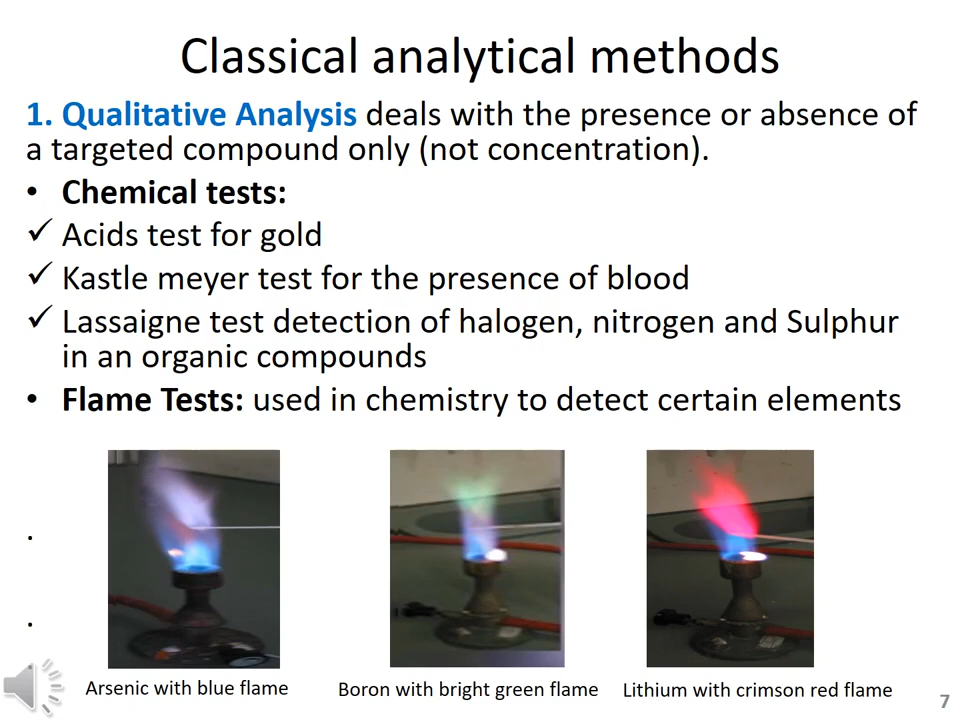 Classical analytical methods
1. Qualitative Analysis deals with the presence or absence of
a targeted compound only (not concentration).
• Chemical tests:
✓ Acids test for gold
✓ Kastle meyer test for the presence of blood
✓ Lassaigne test detection of halogen, nitrogen and Sulphur
in an organic compounds
• Flame Tests: used in chemistry to detect certain elements
.
.
Arsenic with blue flame
Boron with bright green flame
Lithium with crimson red flame
7